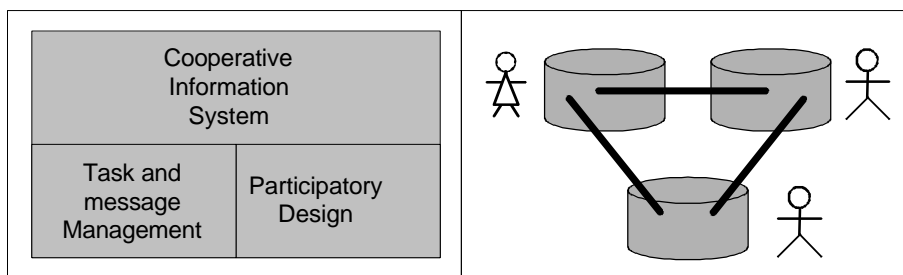 Cooperative
Information
System
Task and
message
Management
Participatory
Design